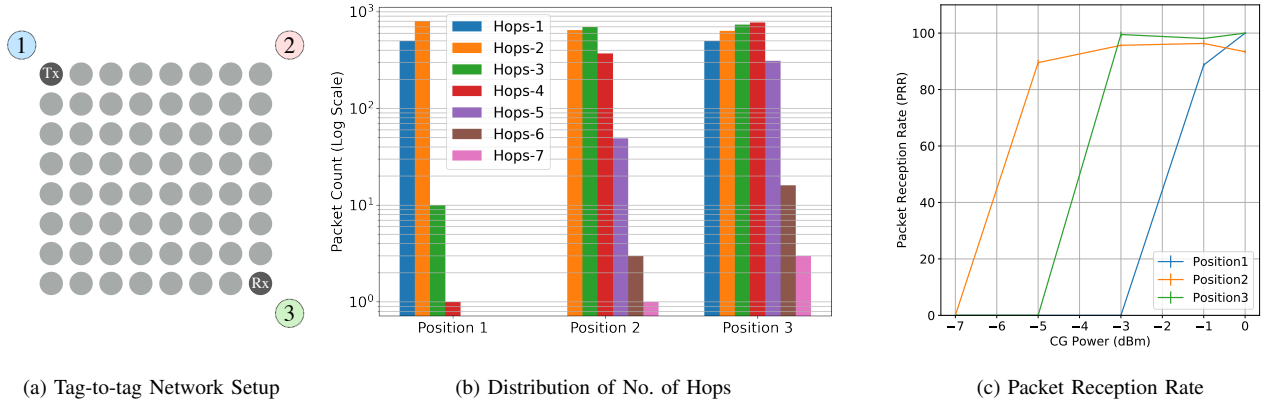 1
2
Tx
Rx
3
(a) Tag-to-tag Network Setup
Packet Count (Log Scale)
10³
10²
10¹
10⁰
Hops-1
Hops-2
Hops-3
Hops-4
Hops-5
Hops-6
Hops-7
Position 1
Position 2
Position 3
(b) Distribution of No. of Hops
Packet Reception Rate (PRR)
100
80
60
40
20
0
Position1
Position2
Position3
−7 −6 −5 −4 −3 −2 −1 0
CG Power (dBm)
(c) Packet Reception Rate